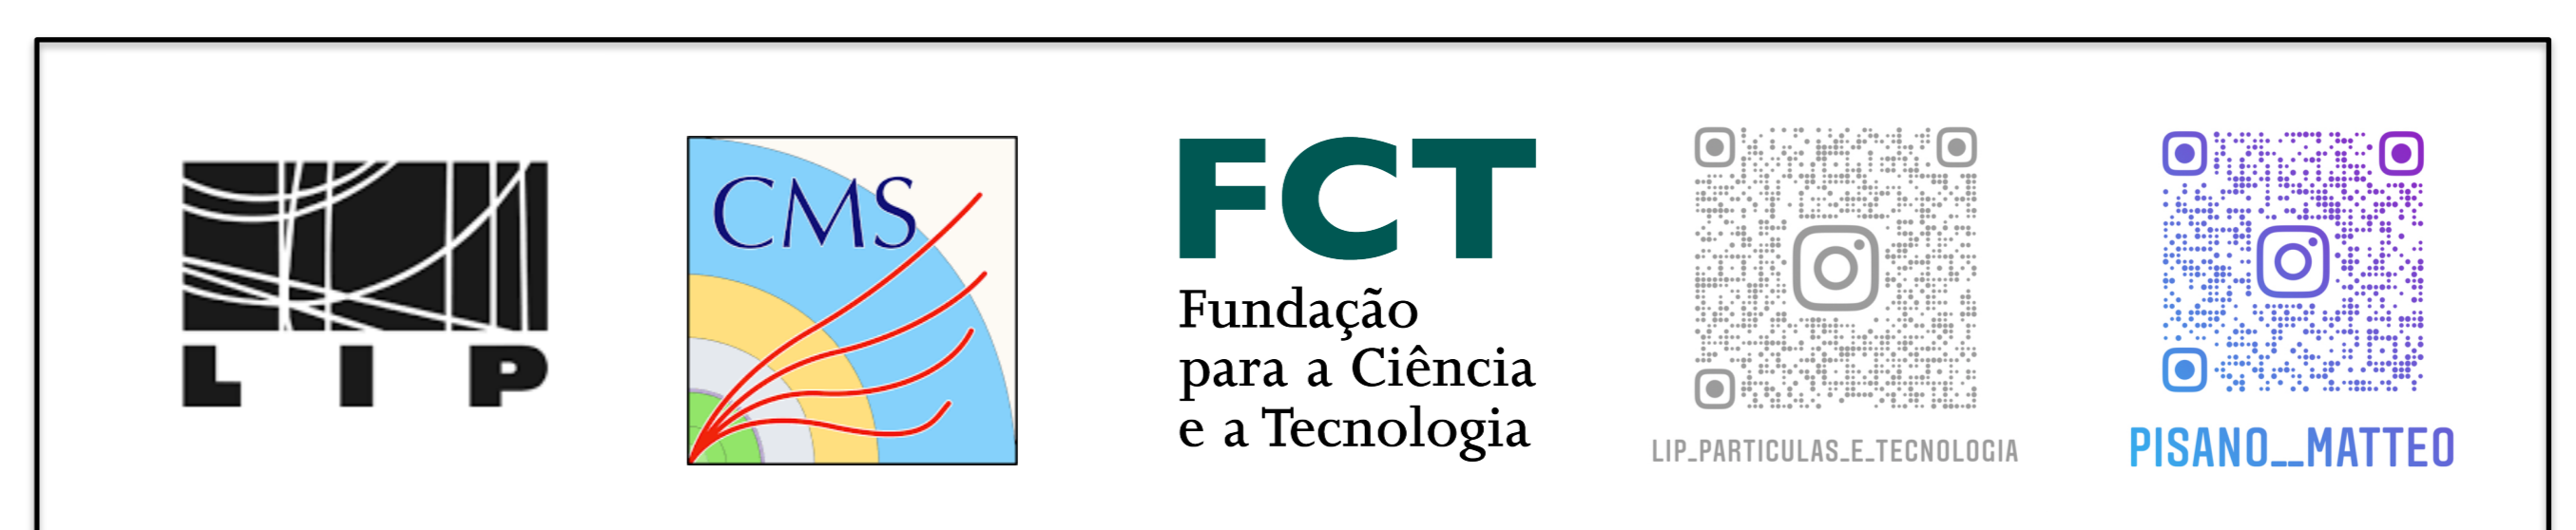 LIP
CMS
FCT
Fundação
para a Ciência
e a Tecnologia
LIP_PARTICULAS_E_TECNOLOGIA
PISANO__MATTEO